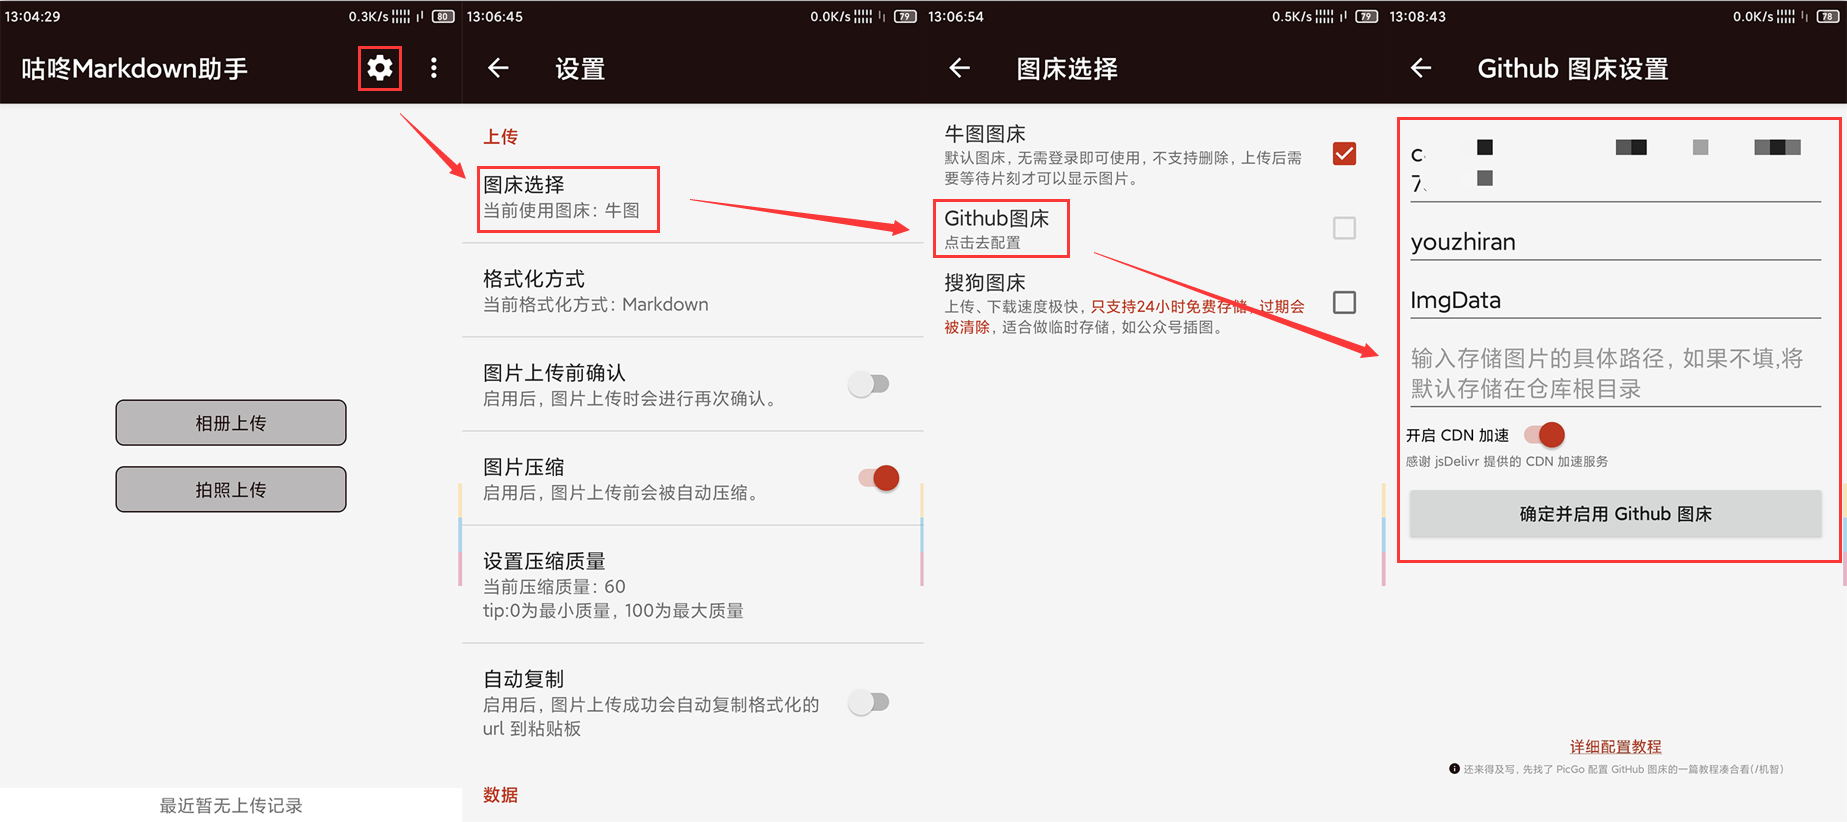 13:04:29
0.3K/s
80
咕咚Markdown助手
相册上传
拍照上传
最近暂无上传记录
13:06:45
0.0K/s
79
设置
上传
图床选择
当前使用图床：牛图
格式化方式
当前格式化方式：Markdown
图片上传前确认
启用后，图片上传时会进行再次确认。
图片压缩
启用后，图片上传前会被自动压缩。
设置压缩质量
当前压缩质量：60
tip:0为最小质量，100为最大质量
自动复制
启用后，图片上传成功会自动复制格式化的
url 到粘贴板
数据
13:06:54
0.5K/s
79
图床选择
牛图图床
默认图床，无需登录即可使用，不支持删除，上传后需
要等待片刻才可以显示图片。
Github图床
点击去配置
搜狗图床
上传、下载速度极快，只支持24小时免费存储，过期会
被清除，适合做临时存储，如公众号插图。
13:08:43
0.0K/s
78
Github 图床设置
c
7
youzhiran
ImgData
输入存储图片的具体路径，如果不填,将
默认存储在仓库根目录
开启 CDN 加速
感谢 jsDelivr 提供的 CDN 加速服务
确定并启用 Github 图床
详细配置教程
还来得及写，先找了 PicGo 配置 GitHub 图床的一篇教程凑合看(/机智)